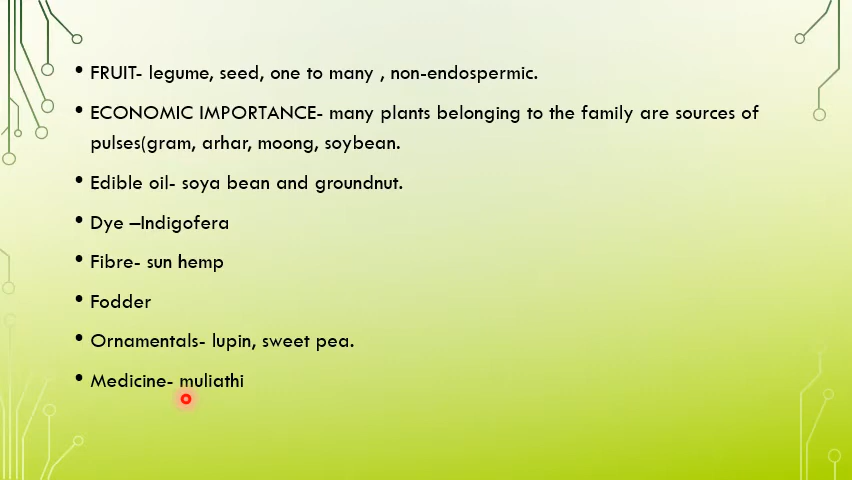 • FRUIT- legume, seed, one to many , non-endospermic.
• ECONOMIC IMPORTANCE- many plants belonging to the family are sources of
pulses(gram, arhar, moong, soybean.
• Edible oil- soya bean and groundnut.
• Dye –Indigofera
• Fibre- sun hemp
• Fodder
• Ornamentals- lupin, sweet pea.
• Medicine- muliathi